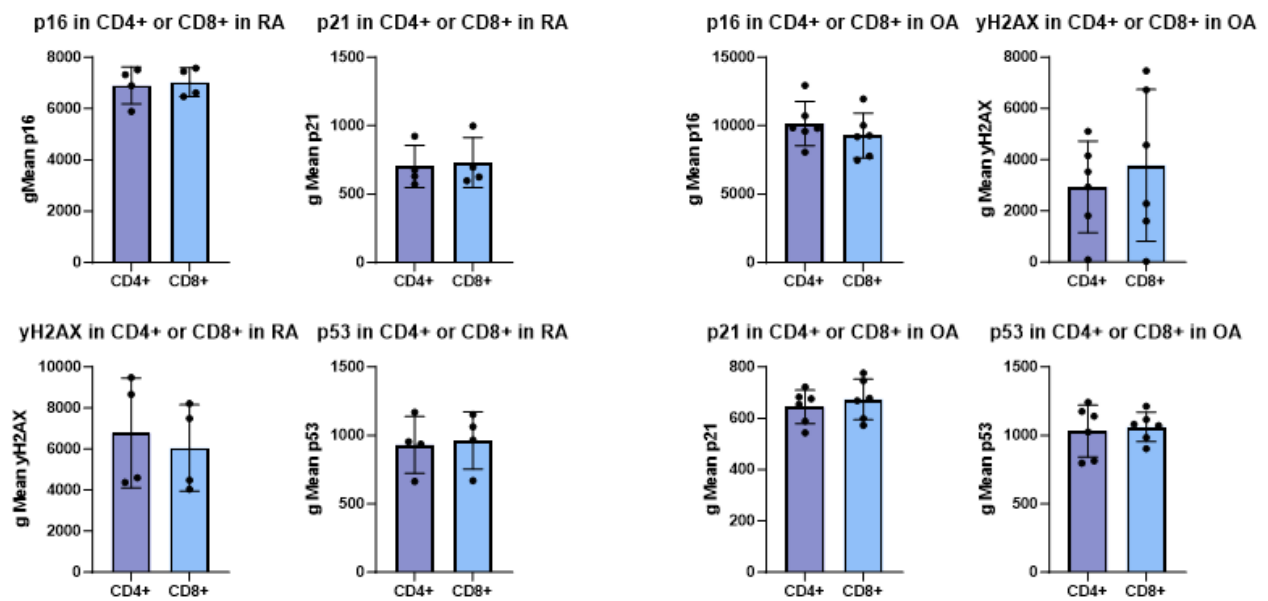 p16 in CD4+ or CD8+ in RA
gMean p16
8000
6000
4000
2000
0
CD4+ CD8+
p21 in CD4+ or CD8+ in RA
g Mean p21
1500
1000
500
0
CD4+ CD8+
p16 in CD4+ or CD8+ in OA
g Mean p16
15000
10000
5000
0
CD4+ CD8+
yH2AX in CD4+ or CD8+ in OA
g Mean yH2AX
8000
6000
4000
2000
0
CD4+ CD8+
yH2AX in CD4+ or CD8+ in RA
g Mean yH2AX
10000
8000
6000
4000
2000
0
CD4+ CD8+
p53 in CD4+ or CD8+ in RA
g Mean p53
1500
1000
500
0
CD4+ CD8+
p21 in CD4+ or CD8+ in OA
g Mean p21
800
600
400
200
0
CD4+ CD8+
p53 in CD4+ or CD8+ in OA
g Mean p53
1500
1000
500
0
CD4+ CD8+